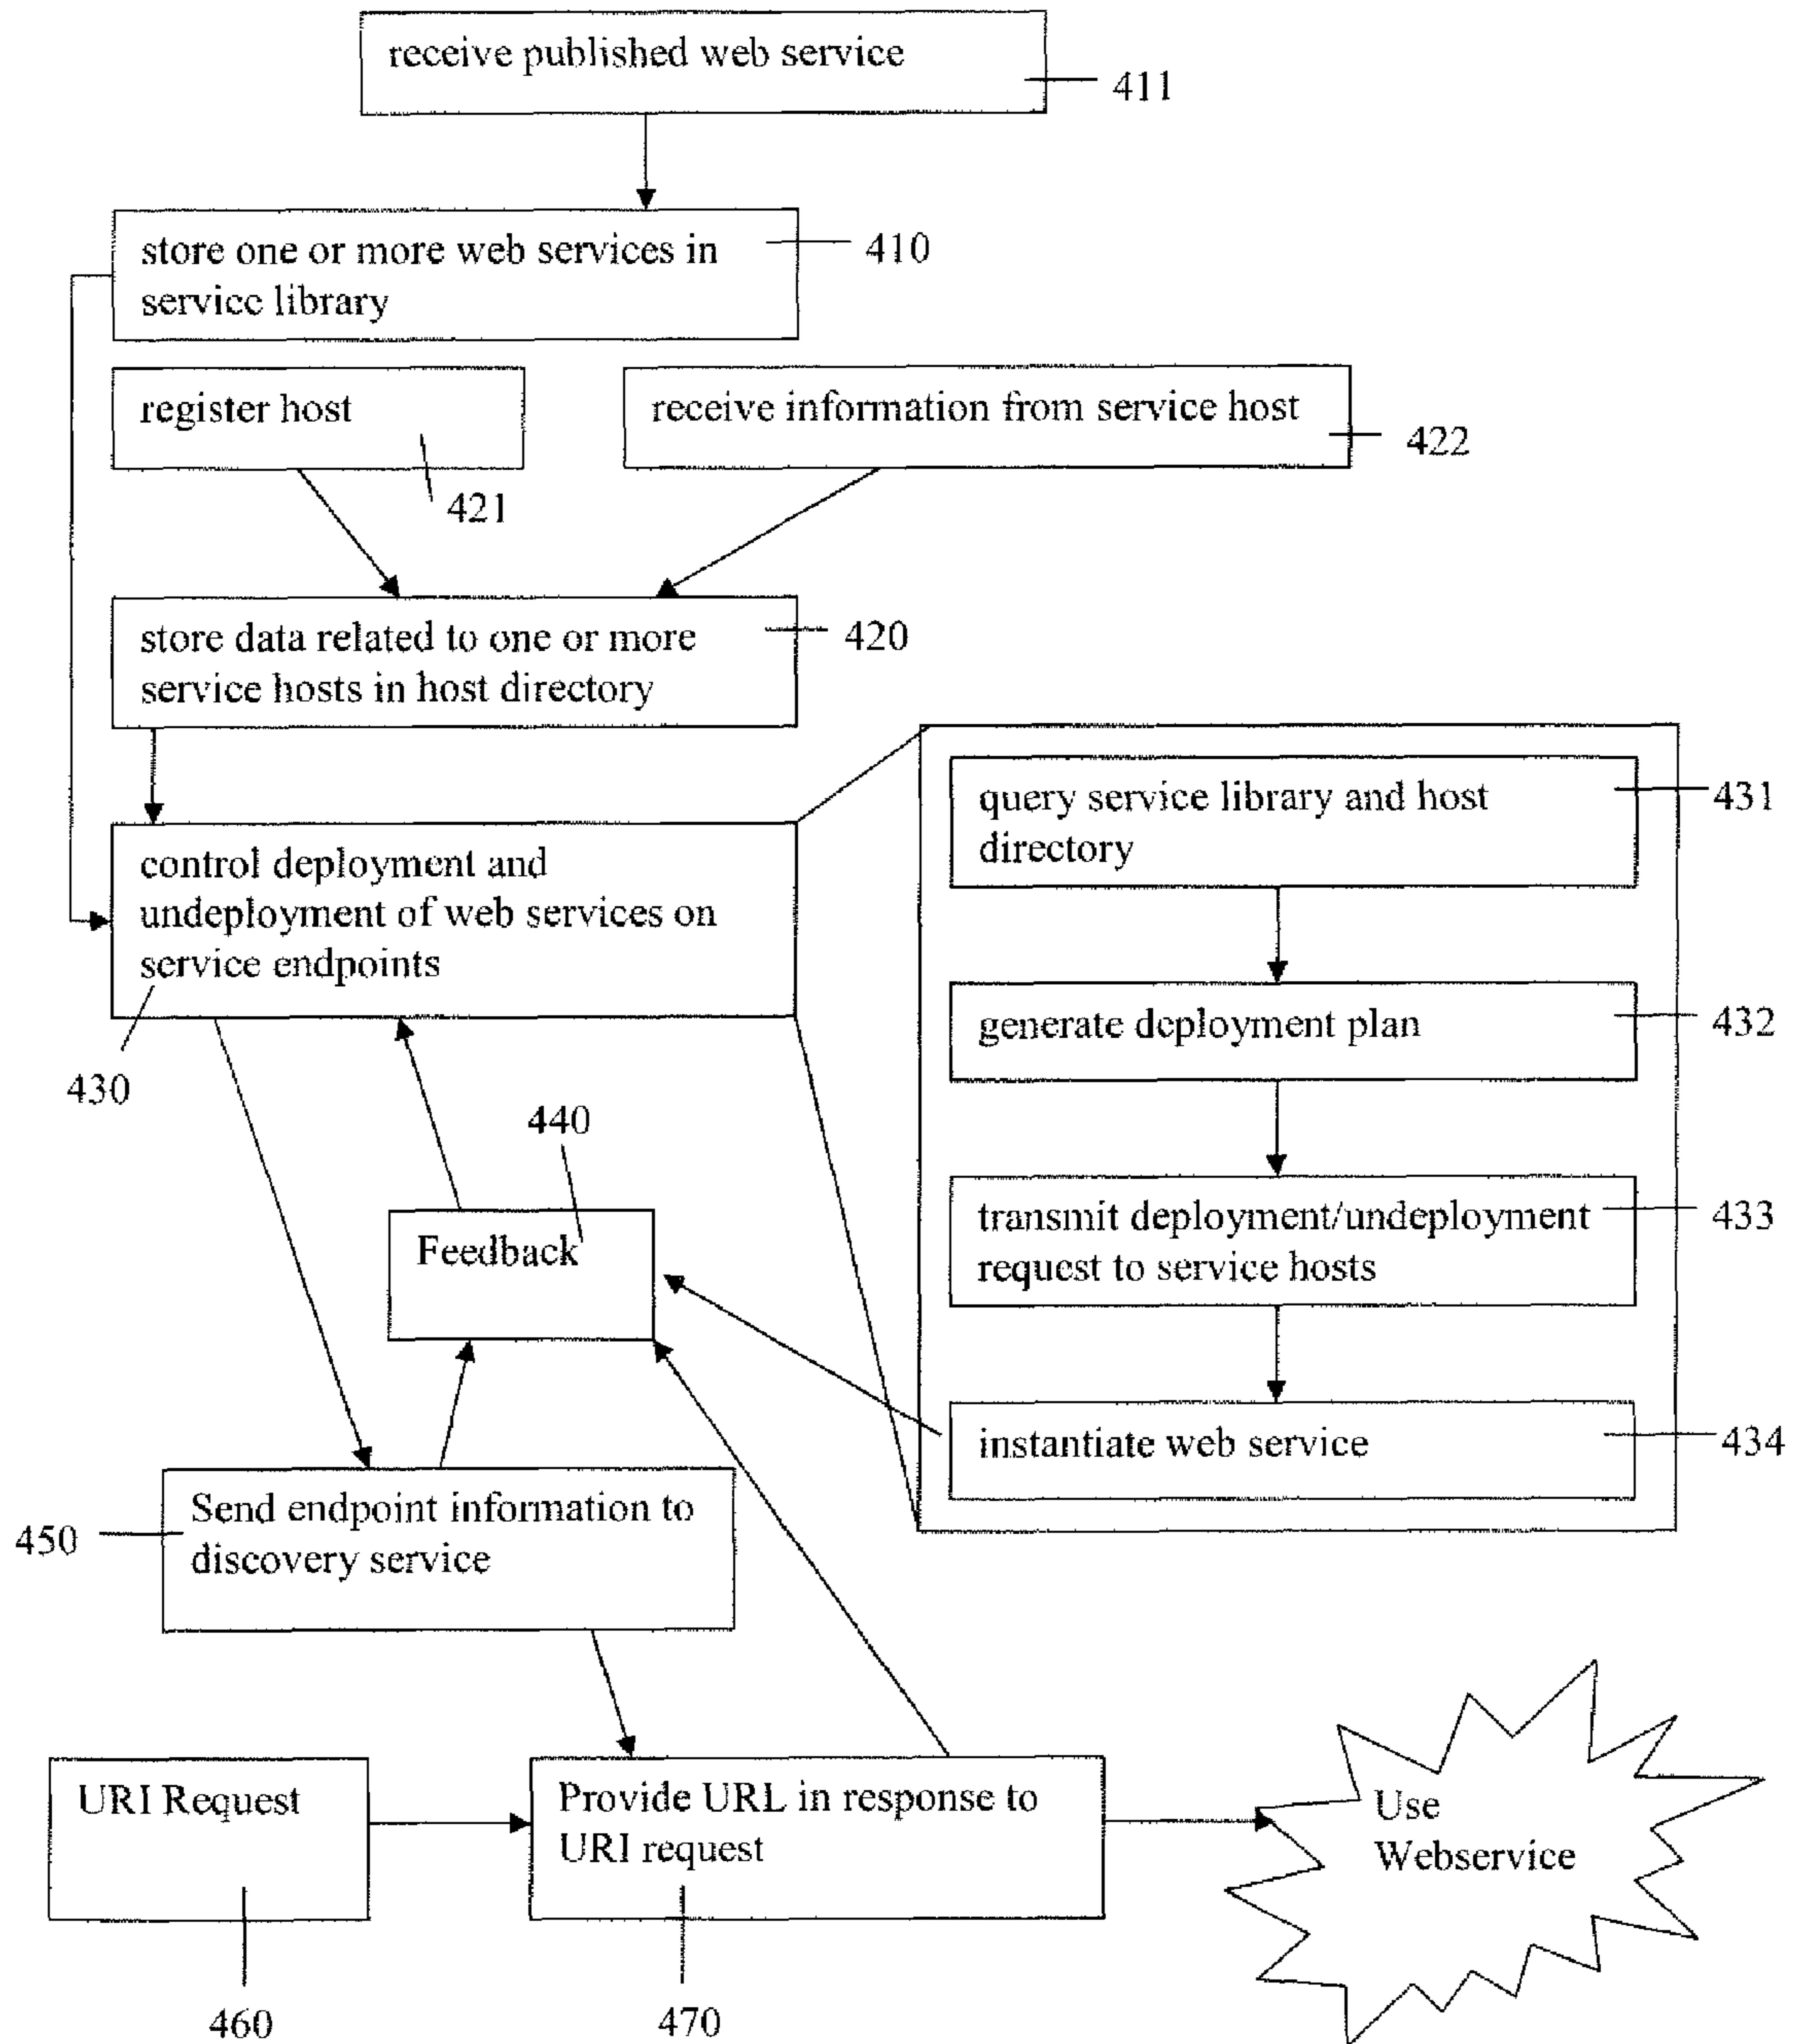 receive published web service
411
store one or more web services in
service library
410
register host
421
receive information from service host
422
store data related to one or more
service hosts in host directory
420
control deployment and
undeployment of web services on
service endpoints
430
query service library and host
directory
431
generate deployment plan
432
transmit deployment/undeployment
request to service hosts
433
instantiate web service
434
440
Feedback
450
Send endpoint information to
discovery service
URI Request
460
Provide URL in response to
URI request
470
Use
Webservice